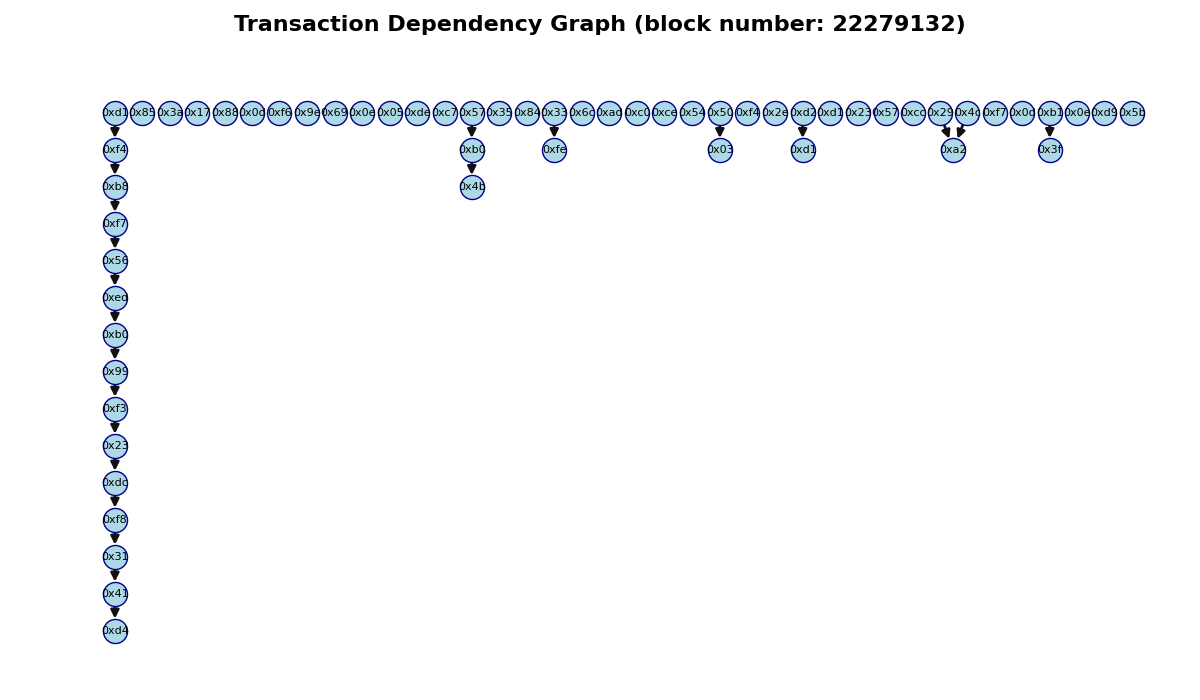 Transaction Dependency Graph (block number: 22279132)
0xd1 0x85 0x3a 0x17 0x88 0x0d 0xf6 0x9e 0x69 0x0e 0x05 0xde 0xc7 0x57 0x35 0x84 0x33 0x6c 0xad 0xc0 0xce 0x54 0x50 0xf4 0x2e 0xd2 0xd1 0x23 0x57 0xcc 0x29 0x4c 0xf7 0x0d 0xb1 0x0e 0xd9 0x5b
0xf4 0xb0 0xfe 0x03 0xd1 0xa2 0x3f
0xb8 0x4b
0xf7
0x56
0xed
0xb0
0x99
0xf3
0x23
0xdc
0xf8
0x31
0x41
0xd4